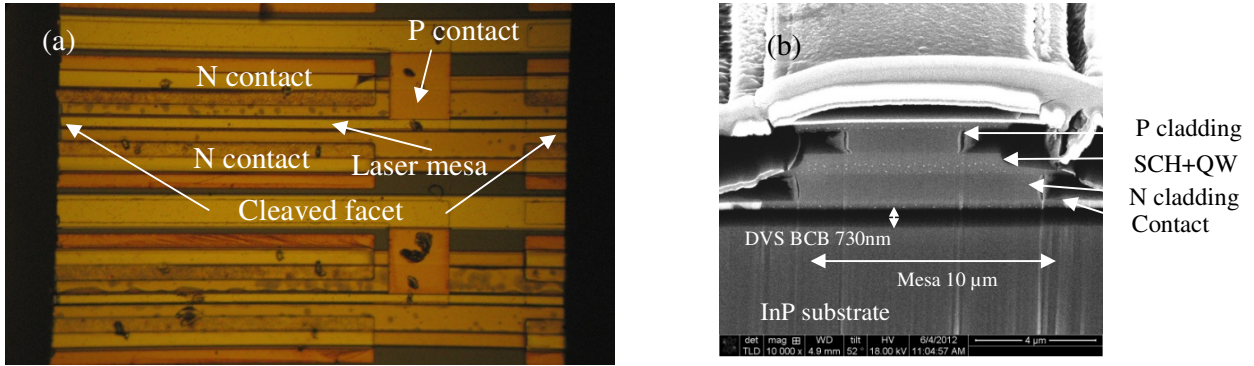 (a)
P contact
N contact
N contact
Laser mesa
Cleaved facet
(b)
P cladding
SCH+QW
N cladding
Contact
DVS BCB 730nm
Mesa 10 µm
InP substrate
det mag WD tilt HV 6/4/2012 4 µm
TLD 10 000 x 4.9 mm 52 ° 18.00 kV 11:04:57 AM